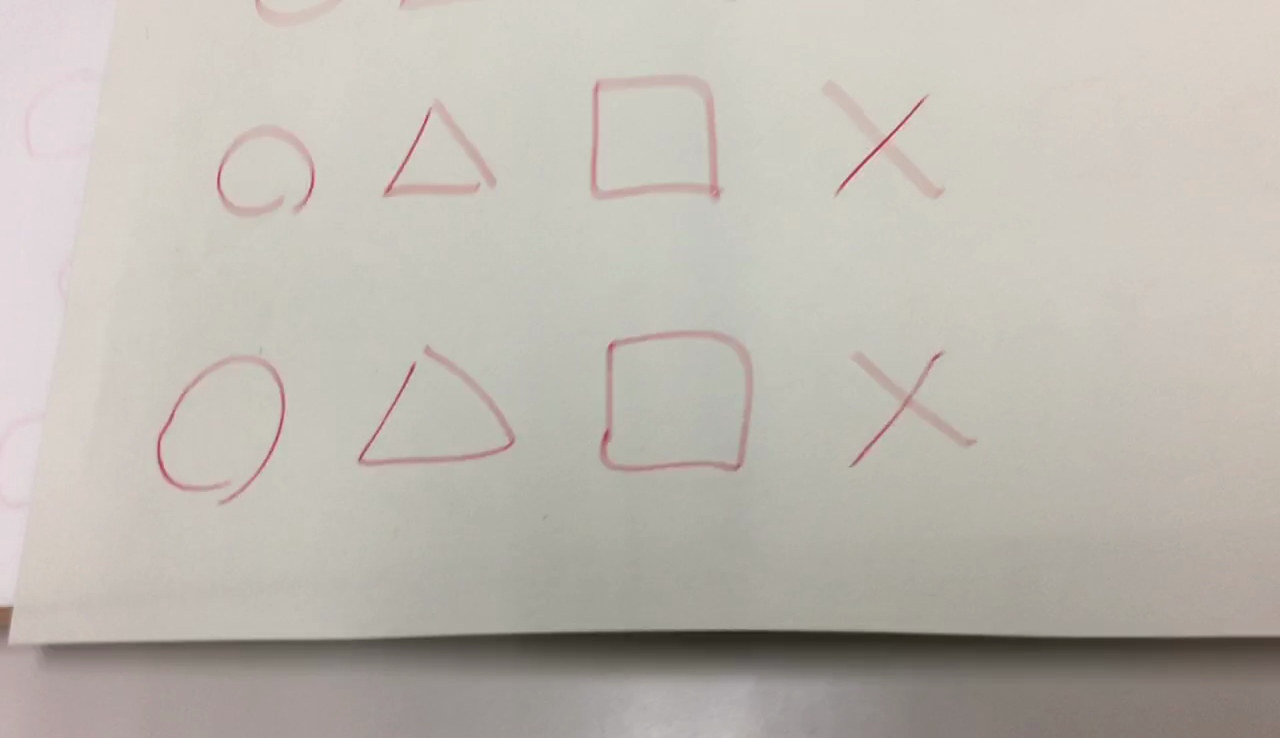 ○ △ □ ×
○ △ □ ×